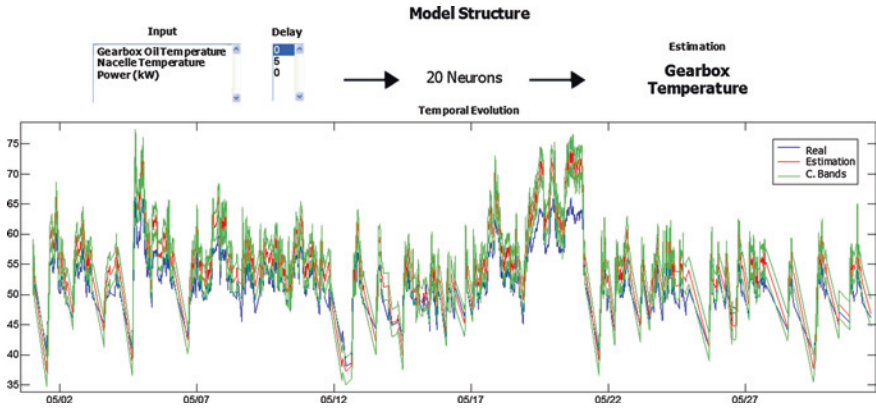 Model Structure
Input
Delay
Estimation
Gearbox Oil Temperature
Nacelle Temperature
Power (kW)
0
5
0
20 Neurons
Gearbox
Temperature
Temporal Evolution
75
70
65
60
55
50
45
40
35
Real
Estimation
C. Bands
05/02
05/07
05/12
05/17
05/22
05/27